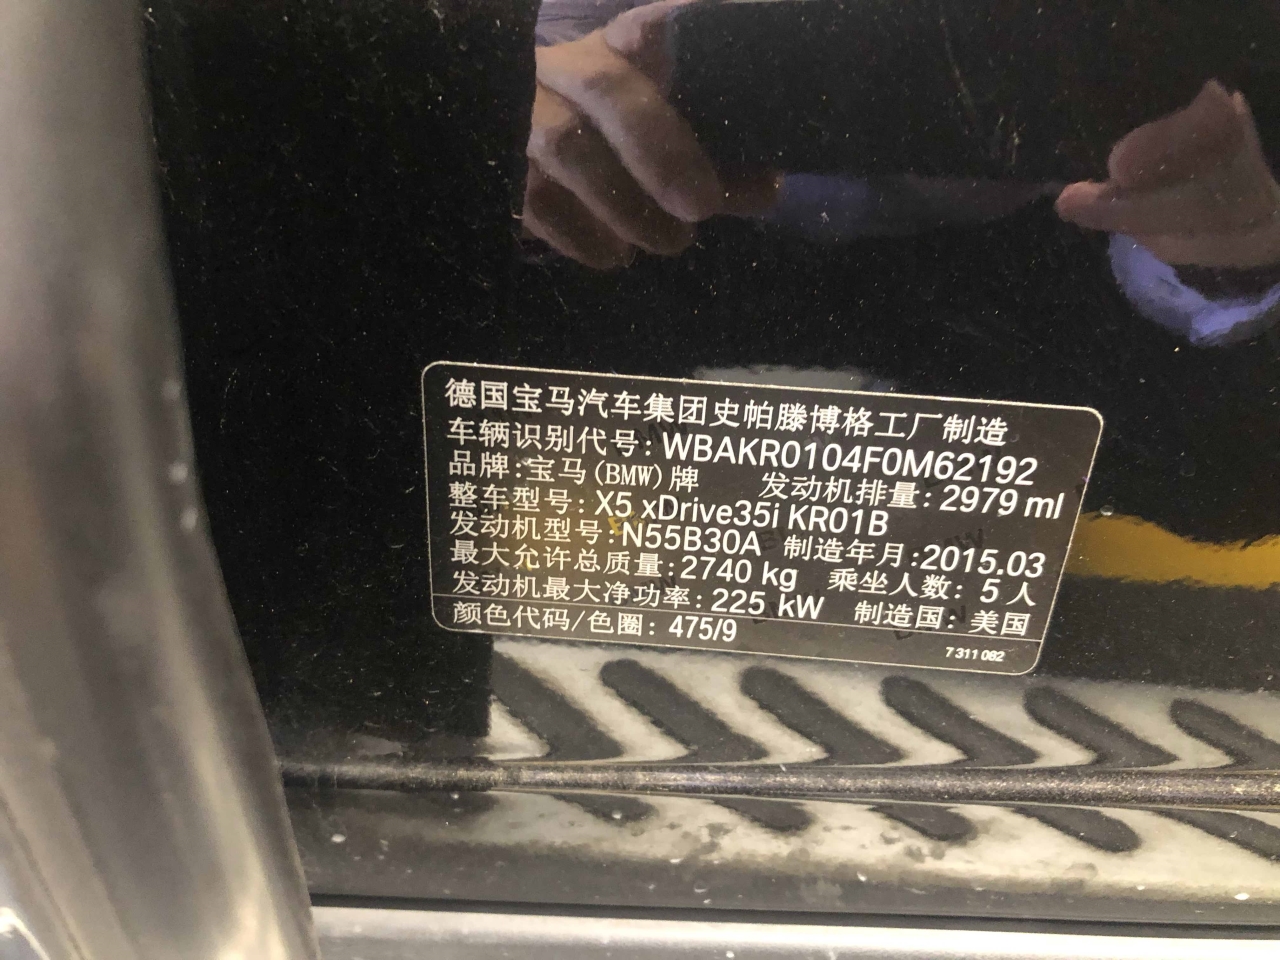 德国宝马汽车集团史帕滕博格工厂制造
车辆识别代号: WBAKR0104F0M62192
品牌:宝马(BMW)牌 发动机排量: 2979 ml
整车型号: X5 xDrive35i KR01B
发动机型号:N55B30A 制造年月:2015.03
最大允许总质量:2740 kg 乘坐人数: 5 人
发动机最大净功率: 225 kW 制造国: 美国
颜色代码/色圈: 475/9
7 311 082